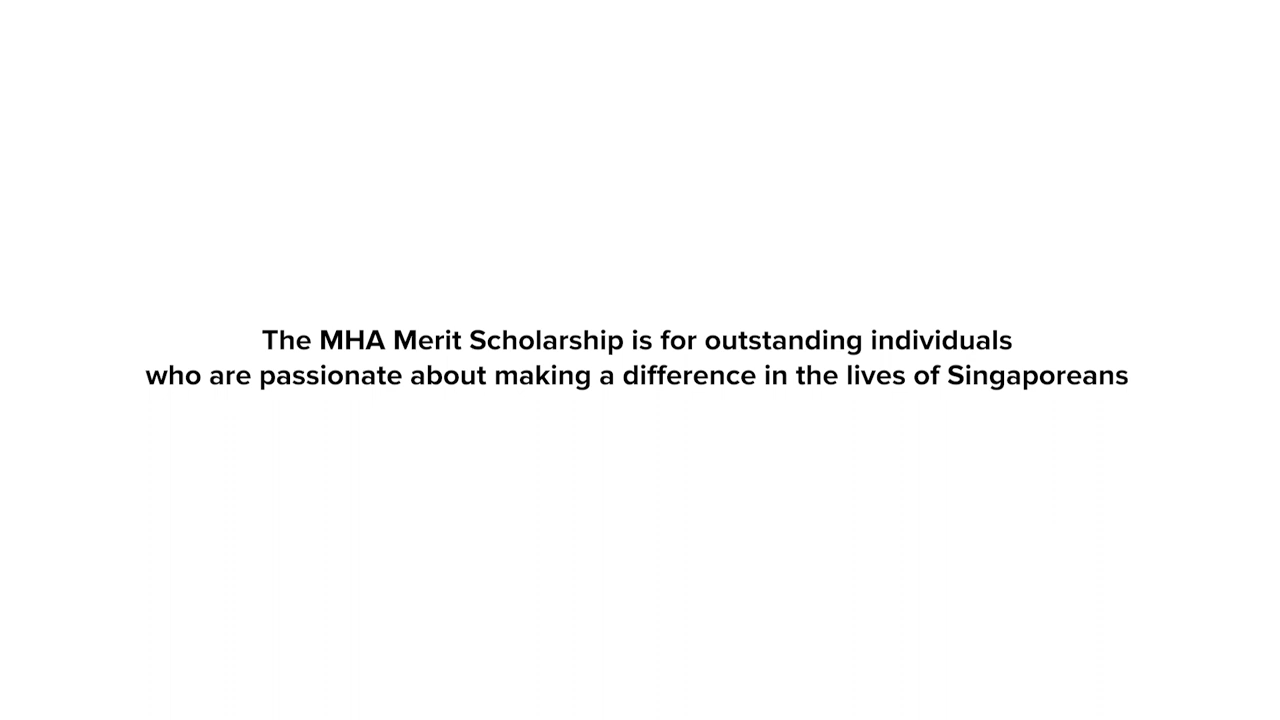 The MHA Merit Scholarship is for outstanding individuals
who are passionate about making a difference in the lives of Singaporeans